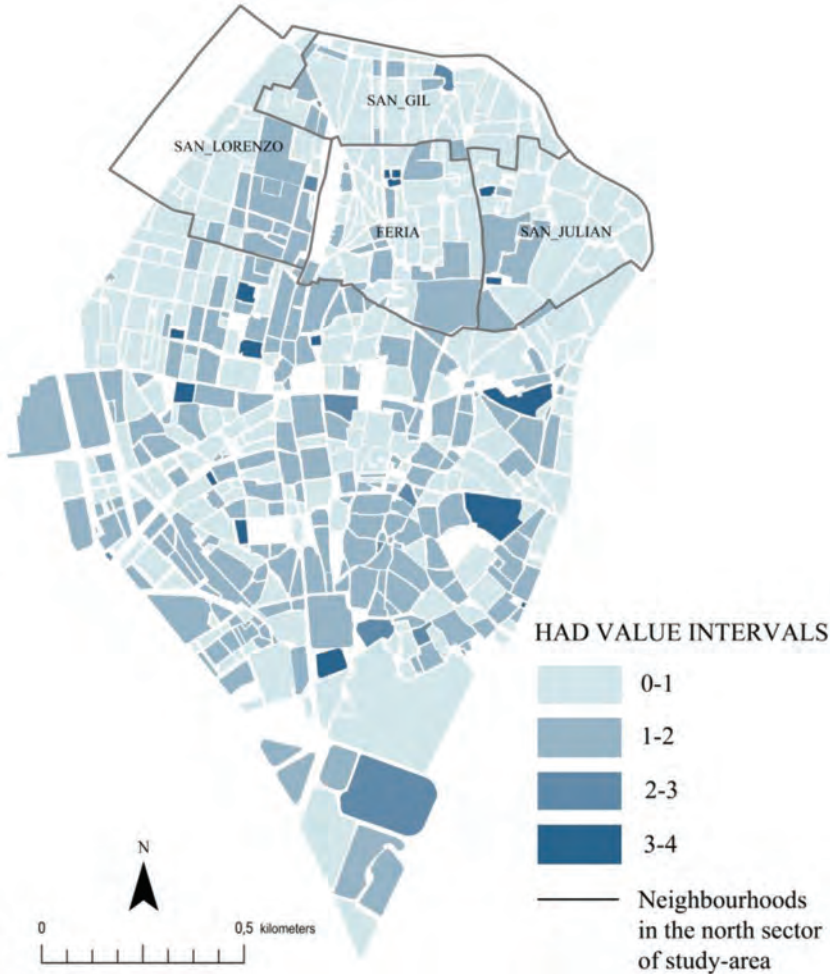 SAN_GIL
SAN_LORENZO
FERIA
SAN_JULIAN
HAD VALUE INTERVALS
0-1
1-2
2-3
3-4
Neighbourhoods
in the north sector
of study-area
N
0 0,5 kilometers